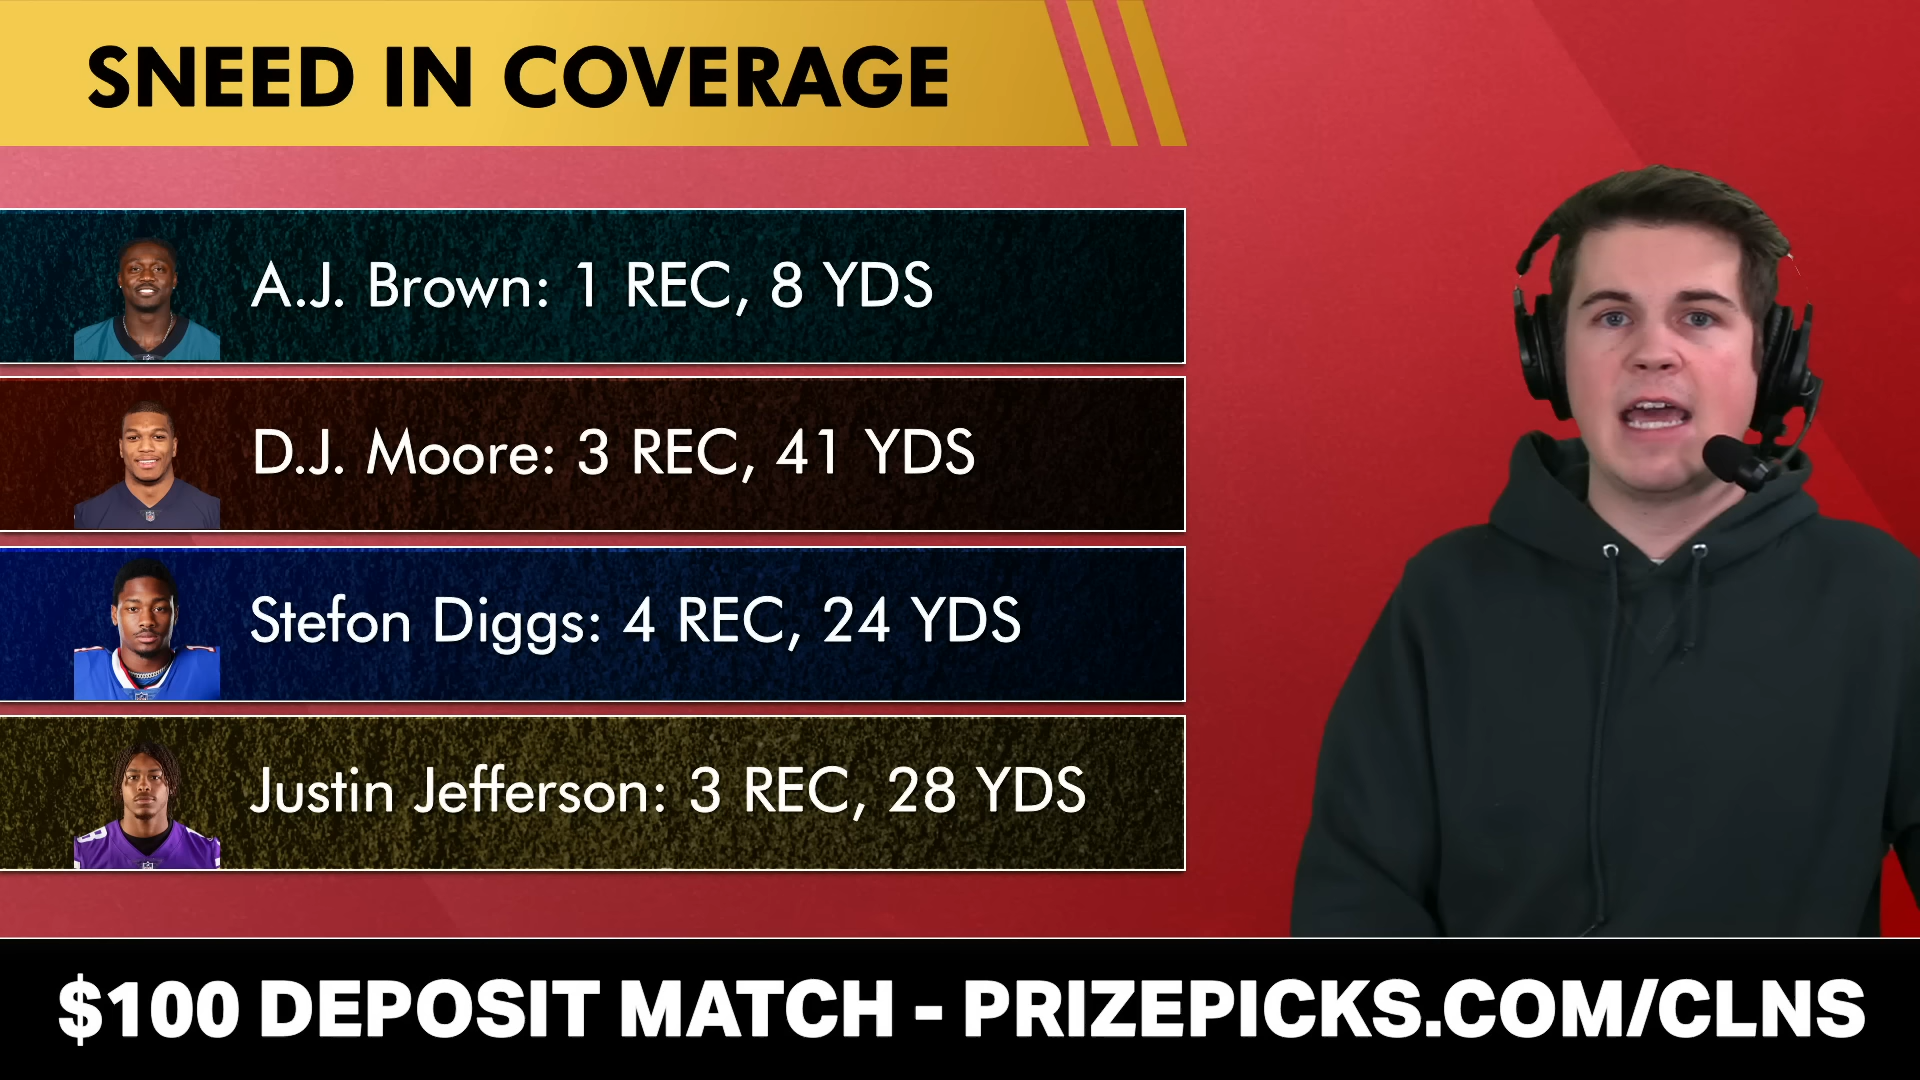 SNEED IN COVERAGE
A.J. Brown: 1 REC, 8 YDS
D.J. Moore: 3 REC, 41 YDS
Stefon Diggs: 4 REC, 24 YDS
Justin Jefferson: 3 REC, 28 YDS
$100 DEPOSIT MATCH - PRIZEPICKS.COM/CLNS